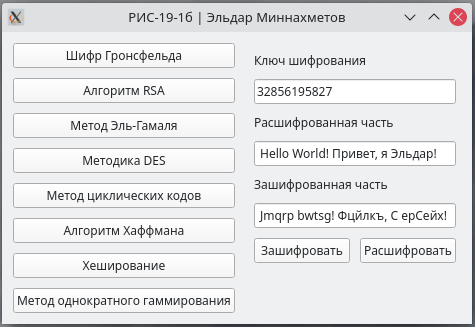 РИС-19-1б | Эльдар Миннахметов
Шифр Гронсфельда
Алгоритм RSA
Метод Эль-Гамаля
Методика DES
Метод циклических кодов
Алгоритм Хаффмана
Хеширование
Метод однократного гаммирования
Ключ шифрования
32856195827
Расшифрованная часть
Hello World! Привет, я Эльдар!
Зашифрованная часть
Jmqrp bwtsg! Фцйлкъ, С ерСейх!
Зашифровать
Расшифровать